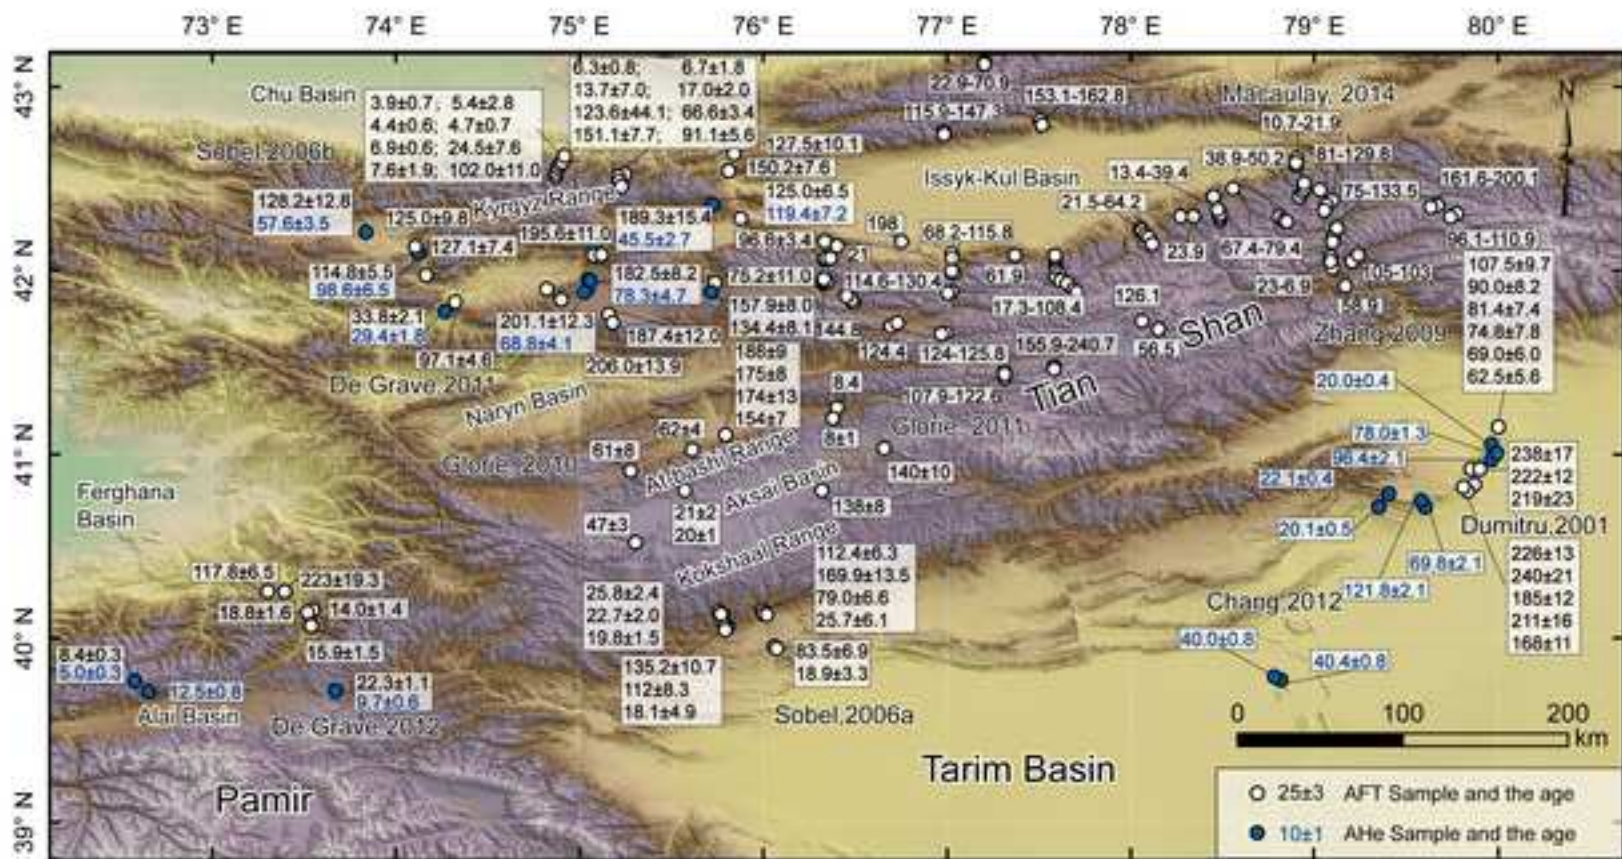 73° E
74° E
75° E
76° E
77° E
78° E
79° E
80° E
43° N
42° N
41° N
40° N
39° N
Chu Basin
3.9±0.7; 5.4±2.8
4.4±0.6; 4.7±0.7
6.9±0.6; 24.5±7.6
7.6±1.9; 102.0±11.0
6.3±0.8; 6.7±1.8
13.7±7.0; 17.0±2.0
123.6±44.1; 66.6±3.4
151.1±7.7; 91.1±5.6
22.9-70.9
115.9-147.3
153.1-162.8
Macaulay, 2014
10.7-21.9
N
Sobel,2006b
127.5±10.1
150.2±7.6
Issyk-Kul Basin
13.4-39.4
38.9-50.2
81-129.8
75-133.5
161.6-200.1
128.2±12.8
57.6±3.5
125.0±9.8
Kyrgyz Range
189.3±15.4
45.5±2.7
125.0±6.5
119.4±7.2
198
21.5-64.2
127.1±7.4
195.6±11.0
96.6±3.4
21
68.2-115.8
23.9
67.4-79.4
96.1-110.9
114.8±5.5
98.6±6.5
182.5±8.2
78.3±4.7
75.2±11.0
114.6-130.4
61.9
105-103
107.5±9.7
90.0±8.2
81.4±7.4
74.8±7.8
69.0±6.0
62.5±5.6
33.8±2.1
29.4±1.8
201.1±12.3
68.8±4.1
157.9±8.0
134.4±8.1
144.8
17.3-108.4
126.1
23-6.9
58.9
187.4±12.0
124.4
124-125.8
155.9-240.7
56.5
Shan
Zhang,2009
97.1±4.6
206.0±13.9
188±9
175±8
174±13
154±7
De Grave,2011
Naryn Basin
8.4
107.9-122.6
Tian
20.0±0.4
62±4
At-bashi Range
8±1
Glorie, 2011
78.0±1.3
96.4±2.1
238±17
222±12
219±23
61±8
Glorie, 2010
140±10
22.1±0.4
Ferghana
Basin
Aksai Basin
21±2
20±1
138±8
20.1±0.5
Dumitru,2001
47±3
Kokshaal Range
112.4±6.3
169.9±13.5
79.0±6.6
25.7±6.1
69.8±2.1
121.8±2.1
226±13
240±21
185±12
211±16
168±11
117.6±6.5
223±19.3
18.8±1.6
14.0±1.4
25.8±2.4
22.7±2.0
19.8±1.5
Chang,2012
15.9±1.5
40.0±0.8
40.4±0.8
8.4±0.3
5.0±0.3
12.5±0.8
22.3±1.1
9.7±0.6
135.2±10.7
112±8.3
18.1±4.9
83.5±6.9
18.9±3.3
Alai Basin
De Grave,2012
Sobel,2006a
0 100 200
km
Tarim Basin
Pamir
25±3 AFT Sample and the age
10±1 AHe Sample and the age